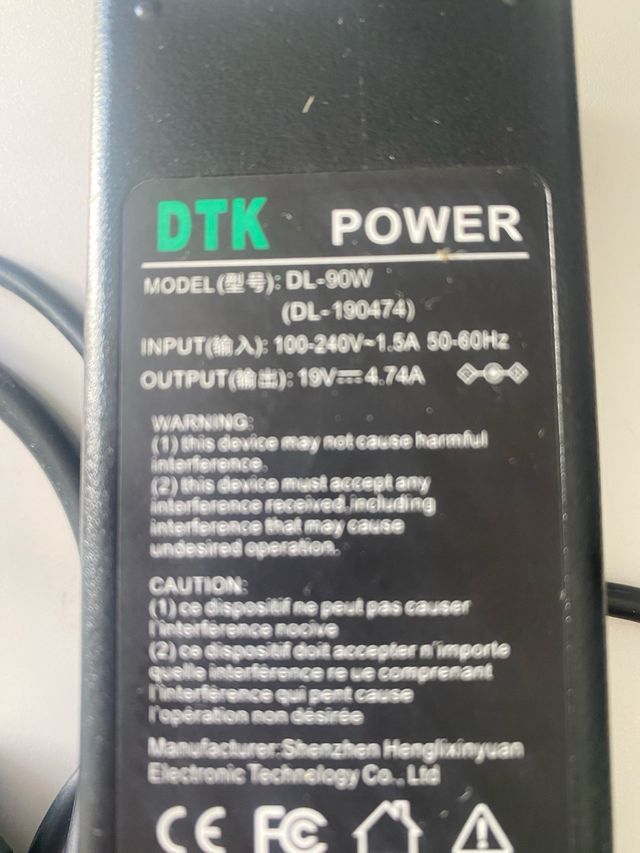 DTK POWER
MODEL(型号): DL-90W
(DL-190474)
INPUT(输入): 100-240V~1.5A 50-60Hz
OUTPUT(输出): 19V⎓4.74A
WARNING:
(1) this device may not cause harmful
interference.
(2) this device must accept any
interference received,including
interference that may cause
undesired operation.
CAUTION:
(1) ce dispositif ne peut pas causer
l'interférence nocive
(2) ce dispositif doit accepter n'importe
quelle interférence re ue comprenant
l'interférence qui pent cause
l'opération non désirée
Manufacturer:Shenzhen Henglixinyuan
Electronic Technology Co., Ltd
CE FC